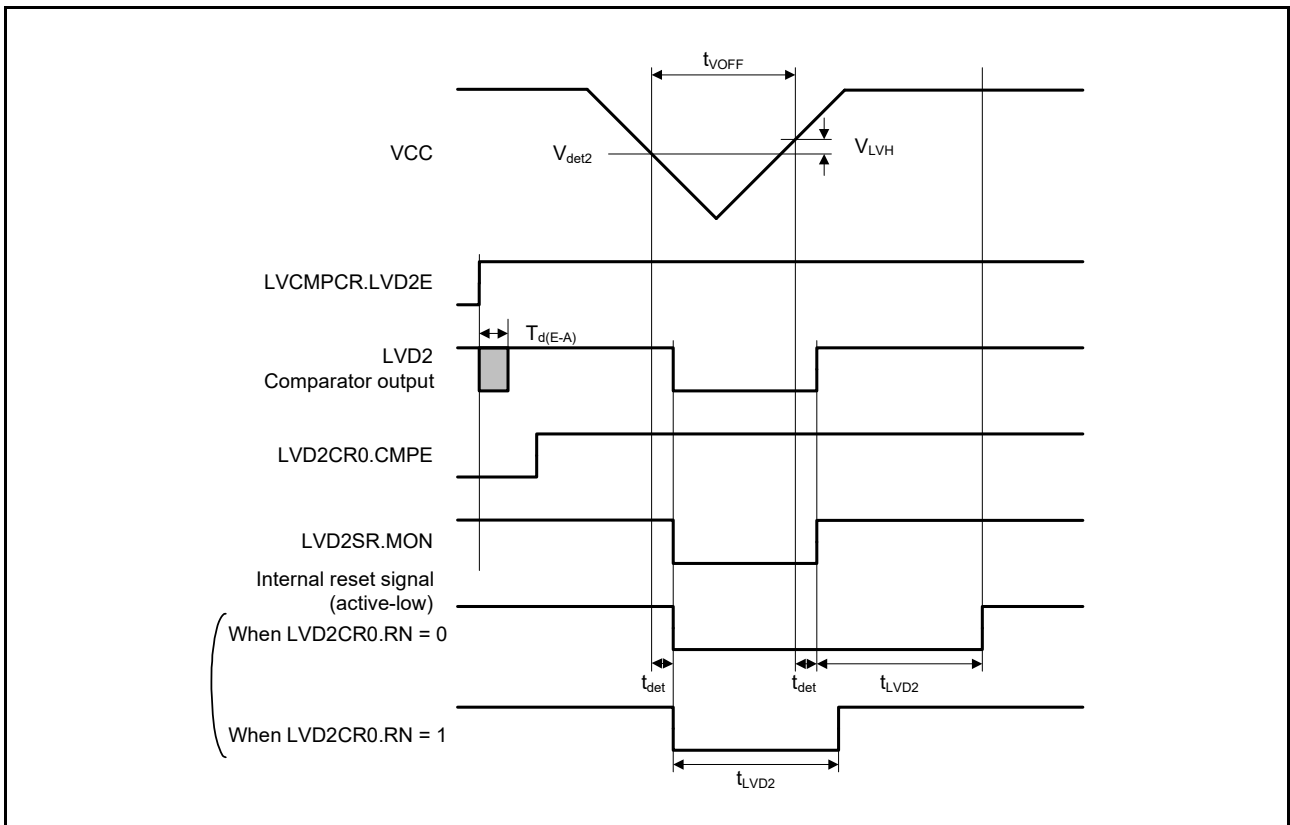 tVOFF
VCC
Vdet2
VLVH
LVCMPCR.LVD2E
Td(E-A)
LVD2
Comparator output
LVD2CR0.CMPE
LVD2SR.MON
Internal reset signal
(active-low)
When LVD2CR0.RN = 0
tdet
tdet
tLVD2
When LVD2CR0.RN = 1
tLVD2